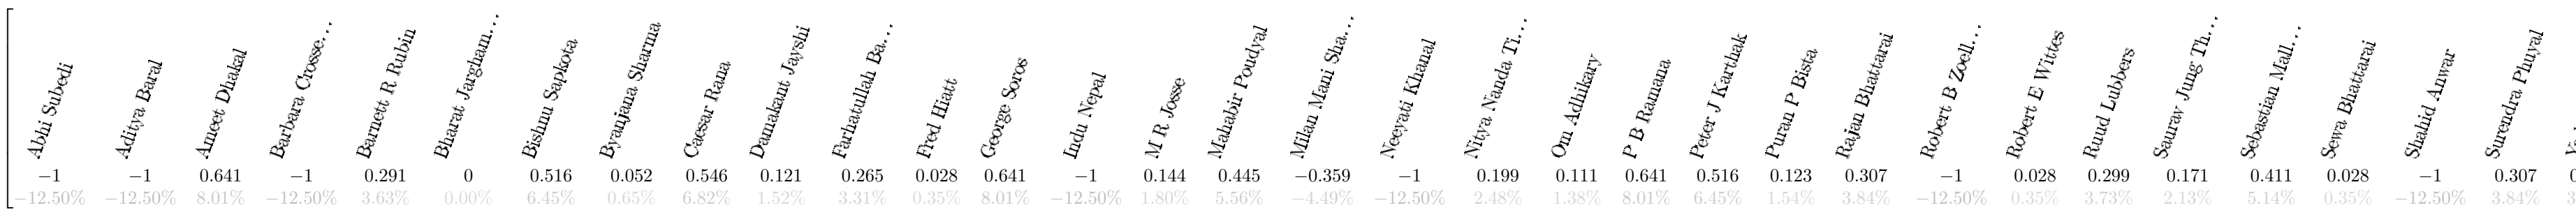 Abhi Subedi Aditya Baral Ameet Dhakal Barbara Crosse... Barnett R Rubin Bharat Jargham... Bishnu Sapkota Byanjana Sharma Caesar Rana Damakant Jayshi Farhatullah Ba... Fred Hiatt George Soros Indu Nepal M R Josse Mahabir Poudyal Milan Mani Sha... Neeyati Khanal Nitya Nanda Ti... Om Adhikary P B Ramana Peter J Karthak Puran P Bista Rajan Bhattarai Robert B Zoell... Robert E Wittes Ruud Lubbers Saurav Jung Th... Sebastian Mall... Sewa Bhattarai Shahid Anwar Surendra Phuyal
−1 −1 0.641 −1 0.291 0 0.516 0.052 0.546 0.121 0.265 0.028 0.641 −1 0.144 0.445 −0.359 −1 0.199 0.111 0.641 0.516 0.123 0.307 −1 0.028 0.299 0.171 0.411 0.028 −1 0.307
−12.50% −12.50% 8.01% −12.50% 3.63% 0.00% 6.45% 0.65% 6.82% 1.52% 3.31% 0.35% 8.01% −12.50% 1.80% 5.56% −4.49% −12.50% 2.48% 1.38% 8.01% 6.45% 1.54% 3.84% −12.50% 0.35% 3.73% 2.13% 5.14% 0.35% −12.50% 3.84%